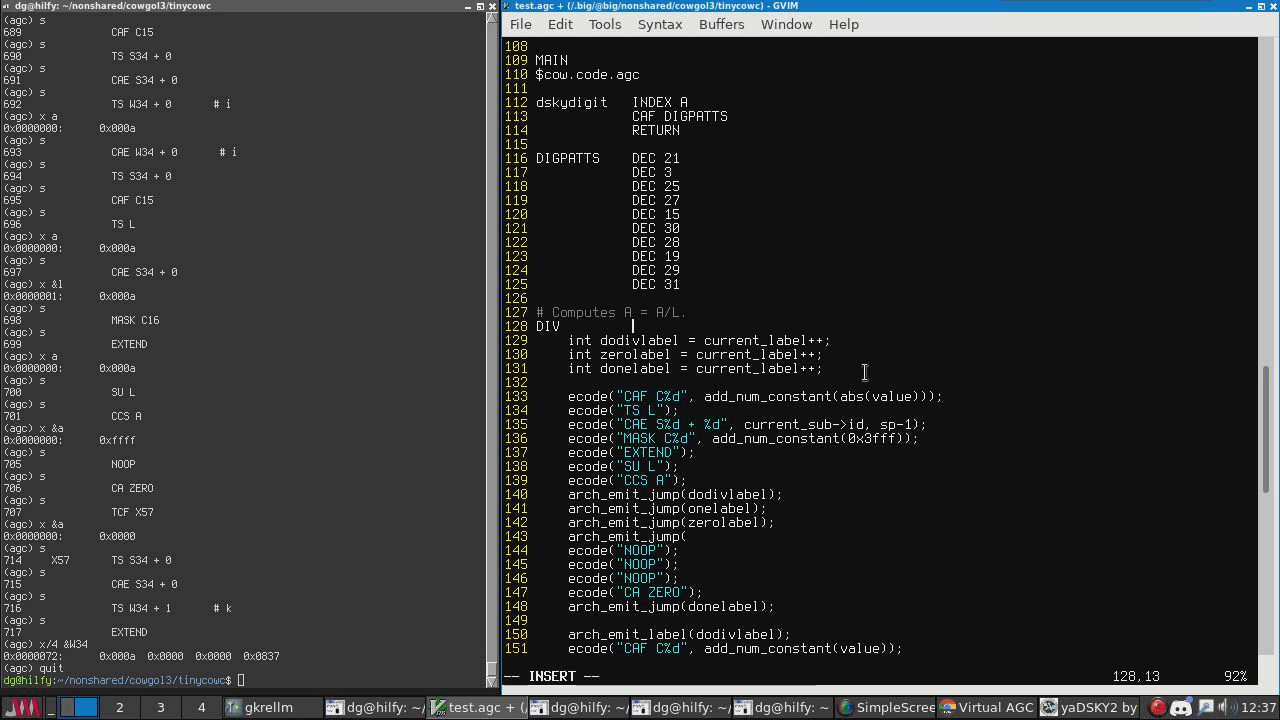 dg@hilfy: ~/nonshared/cowgol3/tinycowc
(agc) s
689 CAF C15
(agc) s
690 TS S34 + 0
(agc) s
691 CAE S34 + 0
(agc) s
692 TS W34 + 0 # i
(agc) x a
0x0000000: 0x000a
(agc) s
693 CAE W34 + 0 # i
(agc) s
694 TS S34 + 0
(agc) s
695 CAF C15
(agc) s
696 TS L
(agc) x a
0x0000000: 0x000a
(agc) s
697 CAE S34 + 0
(agc) x &l
0x0000001: 0x000a
(agc) s
698 MASK C16
(agc) s
699 EXTEND
(agc) x a
0x0000000: 0x000a
(agc) s
700 SU L
(agc) s
701 CCS A
(agc) x &a
0x0000000: 0xffff
(agc) s
705 NOOP
(agc) s
706 CA ZERO
(agc) s
707 TCF X57
(agc) x &a
0x0000000: 0x0000
(agc) s
714 X57 TS S34 + 0
(agc) s
715 CAE S34 + 0
(agc) s
716 TS W34 + 1 # k
(agc) s
717 EXTEND
(agc) x/4 &W34
0x0000072: 0x000a 0x0000 0x0837
(agc) quit
dg@hilfy:~/nonshared/cowgol3/tinycowc$
test.agc + (/.big/@big/nonshared/cowgol3/tinycowc) - GVIM
File Edit Tools Syntax Buffers Window Help
108
109 MAIN
110 $cow.code.agc
111
112 dskydigit INDEX A
113 CAF DIGPATTS
114 RETURN
115
116 DIGPATTS DEC 21
117 DEC 3
118 DEC 25
119 DEC 27
120 DEC 15
121 DEC 30
122 DEC 28
123 DEC 19
124 DEC 29
125 DEC 31
126
127 # Computes A = A/L.
128 DIV
129 int dodivlabel = current_label++;
130 int zerolabel = current_label++;
131 int donelabel = current_label++;
132
133 ecode("CAF C%d", add_num_constant(abs(value)));
134 ecode("TS L");
135 ecode("CAE S%d + %d", current_sub->id, sp-1);
136 ecode("MASK C%d", add_num_constant(0x3fff));
137 ecode("EXTEND");
138 ecode("SU L");
139 ecode("CCS A");
140 arch_emit_jump(dodivlabel);
141 arch_emit_jump(onelabel);
142 arch_emit_jump(zerolabel);
143 arch_emit_jump(
144 ecode("NOOP");
145 ecode("NOOP");
146 ecode("NOOP");
147 ecode("CA ZERO");
148 arch_emit_jump(donelabel);
149
150 arch_emit_label(dodivlabel);
151 ecode("CAF C%d", add_num_constant(value));
-- INSERT -- 128,13 92%
2 3 4 gkrellm dg@hilfy: ~/ test.agc + ( dg@hilfy: ~/ dg@hilfy: ~/ dg@hilfy: ~/ SimpleScree Virtual AGC yaDSKY2 by 12:37